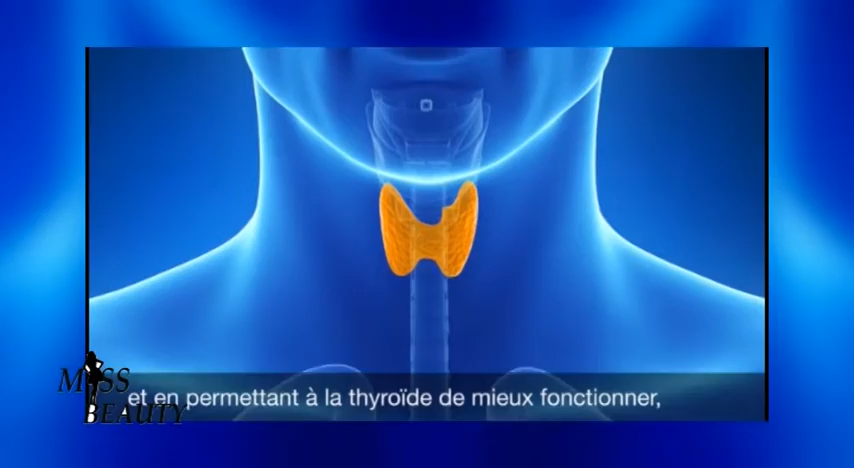 MISS
et en permettant à la thyroïde de mieux fonctionner,
BEAUTY